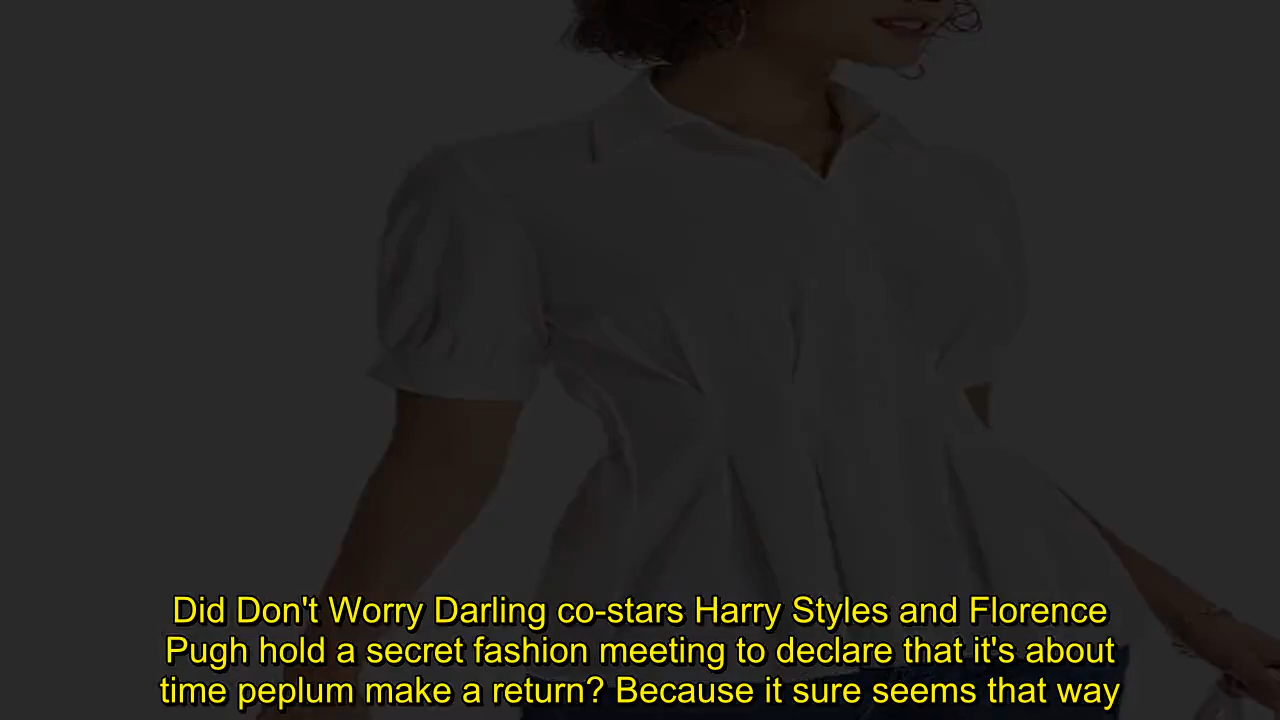 Did Don't Worry Darling co-stars Harry Styles and Florence
Pugh hold a secret fashion meeting to declare that it's about
time peplum make a return? Because it sure seems that way